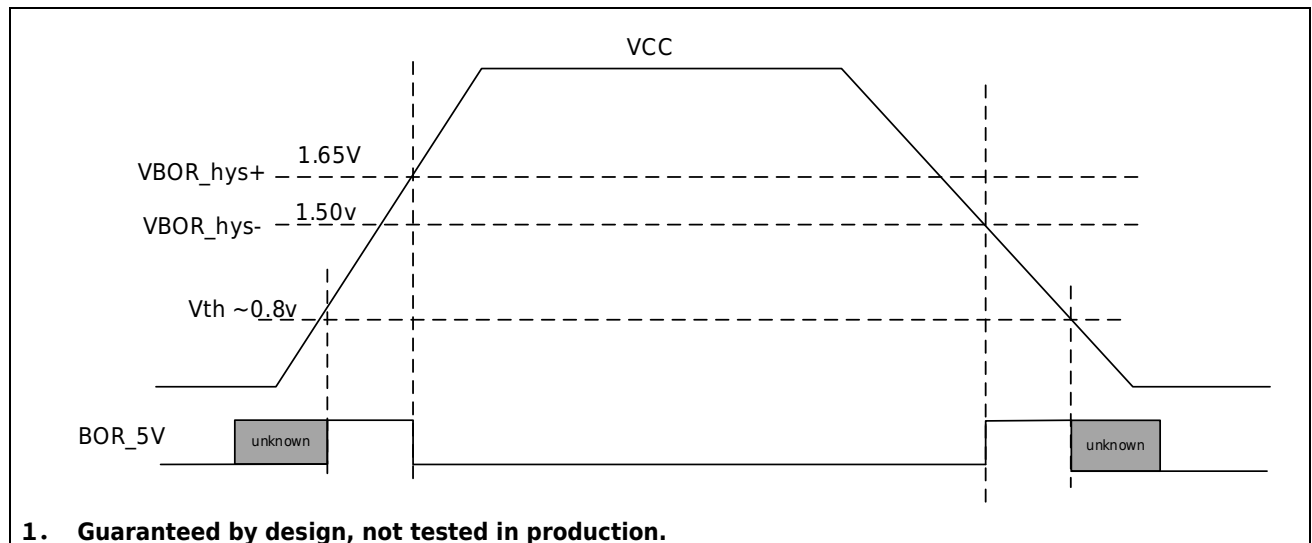 VCC
1.65V
VBOR_hys+
1.50v
VBOR_hys-
Vth ~0.8v
BOR_5V
unknown
unknown
1. Guaranteed by design, not tested in production.